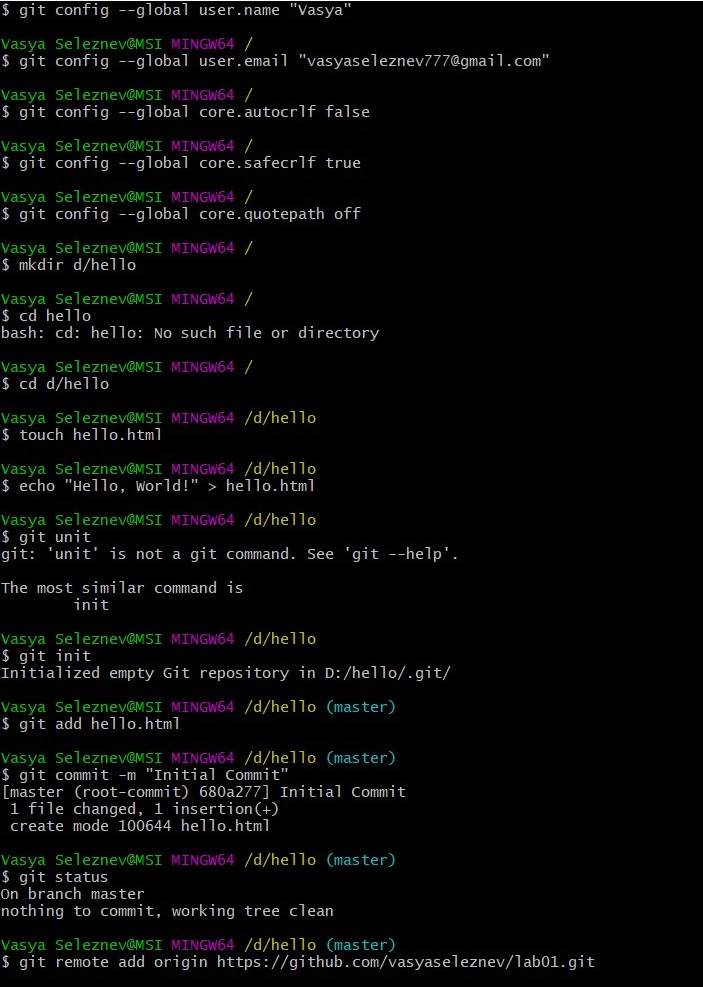 $ git config --global user.name "Vasya"
Vasya Seleznev@MSI MINGW64 /
$ git config --global user.email "vasyaseleznev777@gmail.com"
Vasya Seleznev@MSI MINGW64 /
$ git config --global core.autocrlf false
Vasya Seleznev@MSI MINGW64 /
$ git config --global core.safecrlf true
Vasya Seleznev@MSI MINGW64 /
$ git config --global core.quotepath off
Vasya Seleznev@MSI MINGW64 /
$ mkdir d/hello
Vasya Seleznev@MSI MINGW64 /
$ cd hello
bash: cd: hello: No such file or directory
Vasya Seleznev@MSI MINGW64 /
$ cd d/hello
Vasya Seleznev@MSI MINGW64 /d/hello
$ touch hello.html
Vasya Seleznev@MSI MINGW64 /d/hello
$ echo "Hello, World!" > hello.html
Vasya Seleznev@MSI MINGW64 /d/hello
$ git unit
git: 'unit' is not a git command. See 'git --help'.
The most similar command is
init
Vasya Seleznev@MSI MINGW64 /d/hello
$ git init
Initialized empty Git repository in D:/hello/.git/
Vasya Seleznev@MSI MINGW64 /d/hello (master)
$ git add hello.html
Vasya Seleznev@MSI MINGW64 /d/hello (master)
$ git commit -m "Initial Commit"
[master (root-commit) 680a277] Initial Commit
1 file changed, 1 insertion(+)
create mode 100644 hello.html
Vasya Seleznev@MSI MINGW64 /d/hello (master)
$ git status
On branch master
nothing to commit, working tree clean
Vasya Seleznev@MSI MINGW64 /d/hello (master)
$ git remote add origin https://github.com/vasyaseleznev/lab01.git